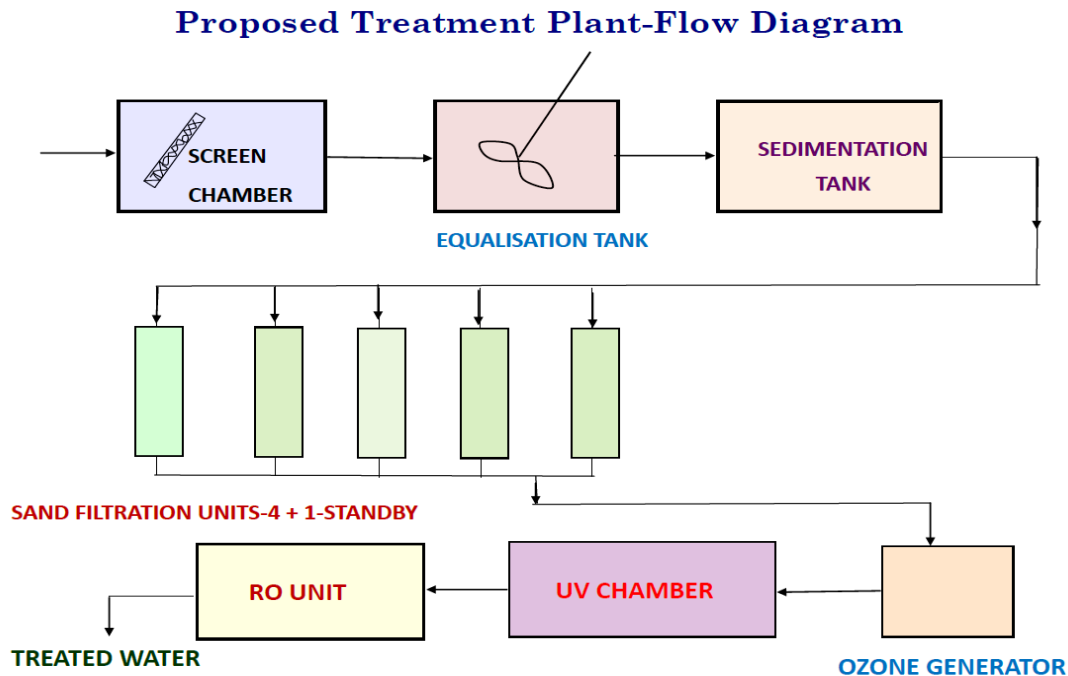 Proposed Treatment Plant-Flow Diagram
SCREEN
CHAMBER
SEDIMENTATION
TANK
EQUALISATION TANK
SAND FILTRATION UNITS-4 + 1-STANDBY
RO UNIT
UV CHAMBER
TREATED WATER
OZONE GENERATOR